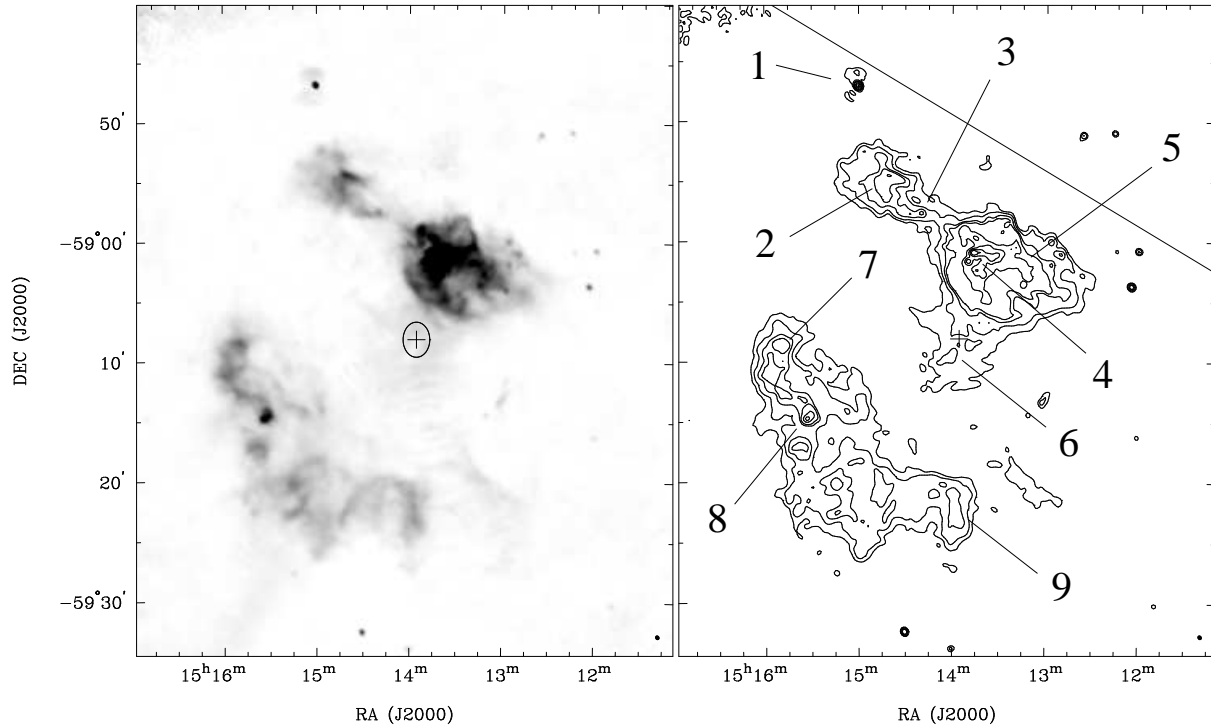 1
3
5
50′
2
−59°00′
7
4
10′
6
20′
8
9
−59°30′
DEC (J2000)
15ʰ16ᵐ 15ᵐ 14ᵐ 13ᵐ 12ᵐ
15ʰ16ᵐ 15ᵐ 14ᵐ 13ᵐ 12ᵐ
RA (J2000)
RA (J2000)